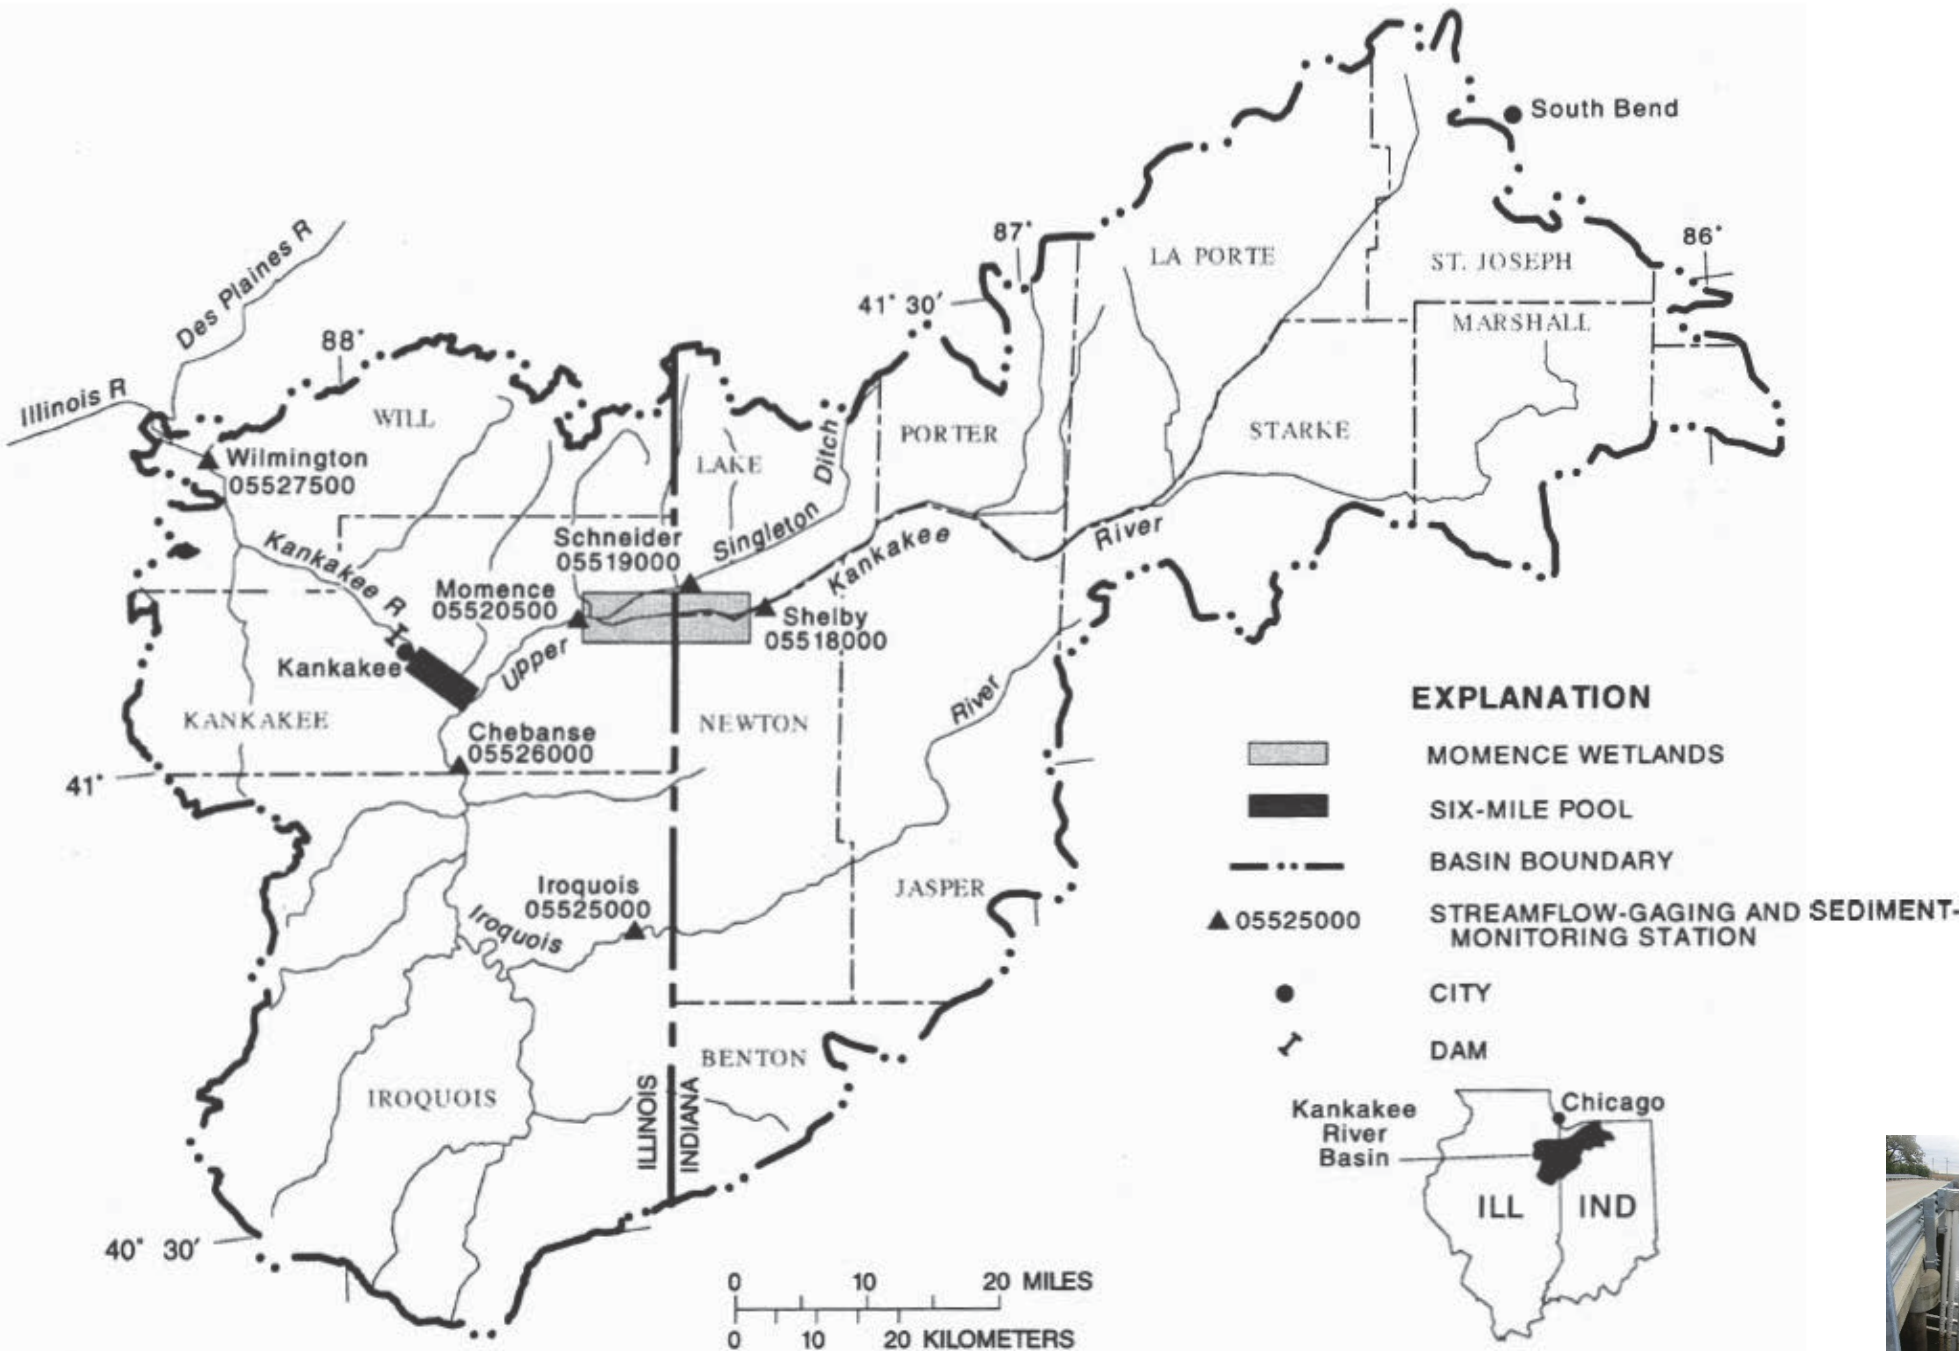 South Bend
Des Plaines R
87°
LA PORTE
86°
ST. JOSEPH
41° 30′
MARSHALL
88°
Illinois R
WILL
PORTER
STARKE
Wilmington
05527500
LAKE
Singleton Ditch
Schneider
05519000
Kankakee River
Kankakee R
Momence
05520500
Shelby
05518000
Kankakee
Upper
KANKAKEE
Chebanse
05526000
NEWTON
River
41°
Iroquois
05525000
Iroquois
JASPER
BENTON
IROQUOIS
ILLINOIS
INDIANA
40° 30′
EXPLANATION
MOMENCE WETLANDS
SIX-MILE POOL
BASIN BOUNDARY
05525000
STREAMFLOW-GAGING AND SEDIMENT-
MONITORING STATION
CITY
DAM
Kankakee
River
Basin
Chicago
ILL
IND
0 10 20 MILES
0 10 20 KILOMETERS